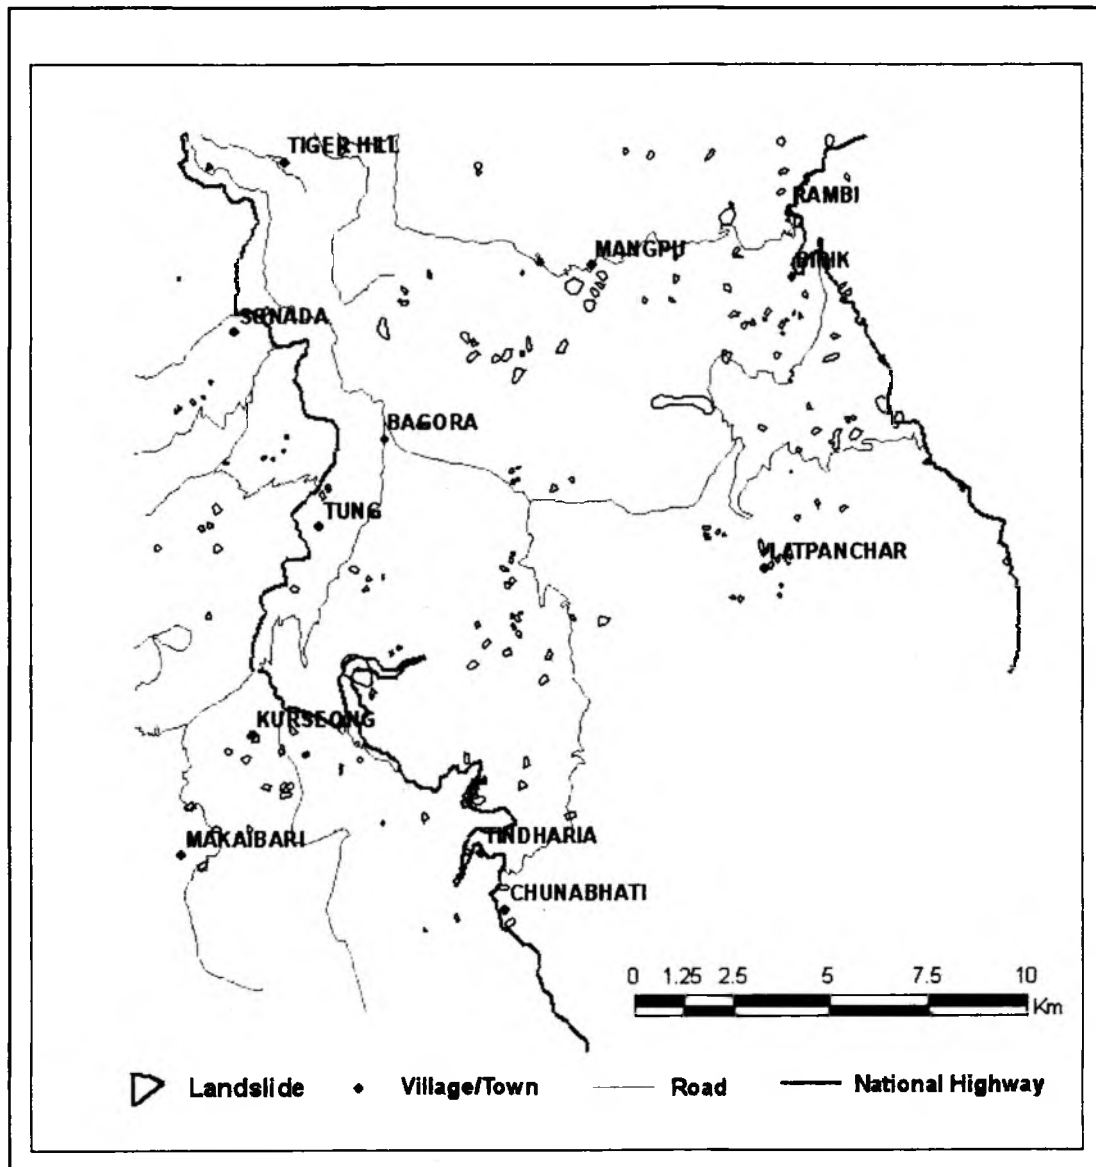 TIGER HILL
RAMBI
MANGPU
BIRIK
SONADA
BAGORA
TUNG
LATPANCHAR
KURSEONG
MAKAIBARI
TINDHARIA
CHUNABHATI
0 1.25 2.5 5 7.5 10
Km
Landslide Village/Town Road National Highway